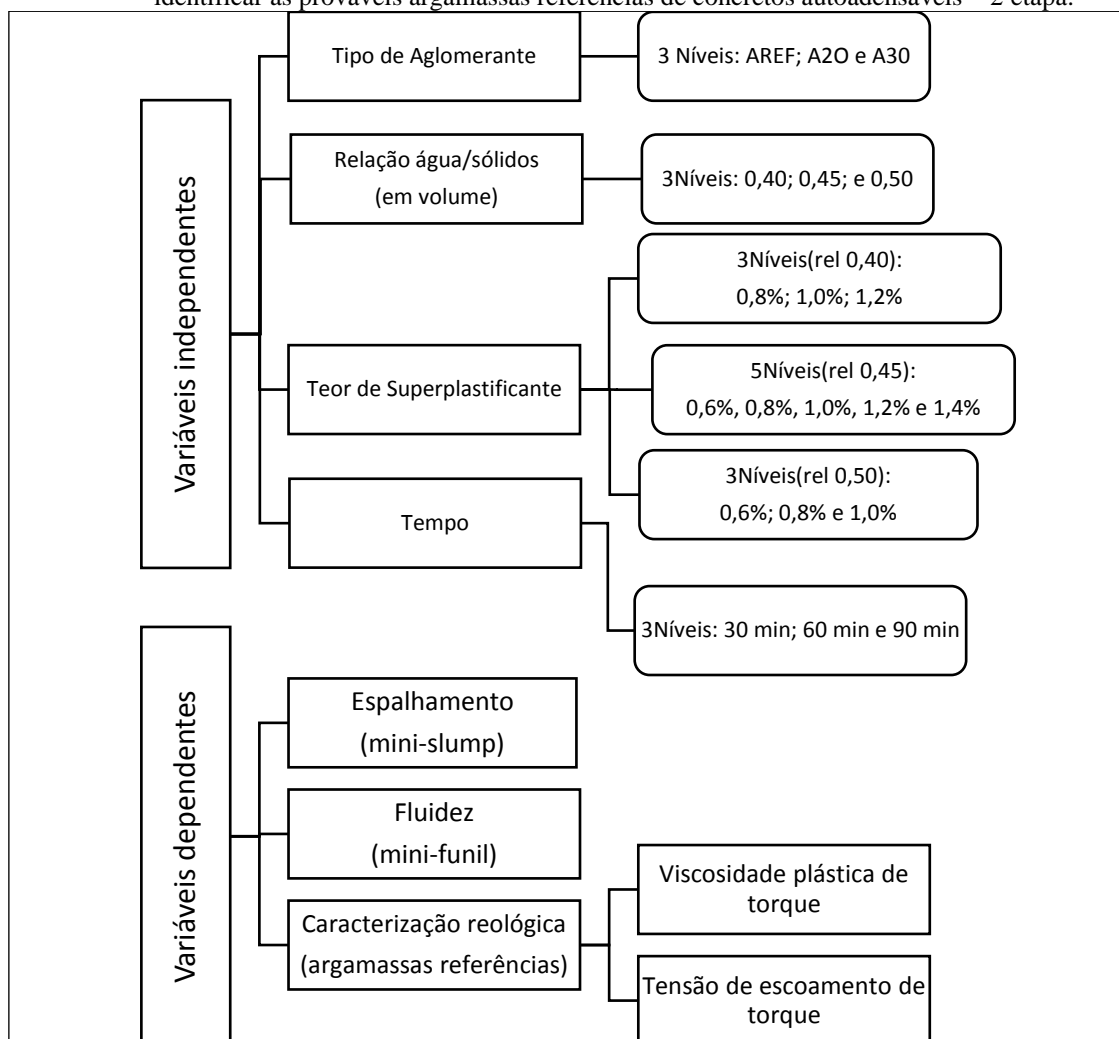 identificar as prováveis argamassas referências de concretos autoadensáveis – 2 etapa.
Variáveis independentes
Tipo de Aglomerante
3 Níveis: AREF; A2O e A30
Relação água/sólidos
(em volume)
3Níveis: 0,40; 0,45; e 0,50
Teor de Superplastificante
3Níveis(rel 0,40):
0,8%; 1,0%; 1,2%
5Níveis(rel 0,45):
0,6%, 0,8%, 1,0%, 1,2% e 1,4%
3Níveis(rel 0,50):
0,6%; 0,8% e 1,0%
Tempo
3Níveis: 30 min; 60 min e 90 min
Variáveis dependentes
Espalhamento
(mini-slump)
Fluidez
(mini-funil)
Caracterização reológica
(argamassas referências)
Viscosidade plástica de
torque
Tensão de escoamento de
torque